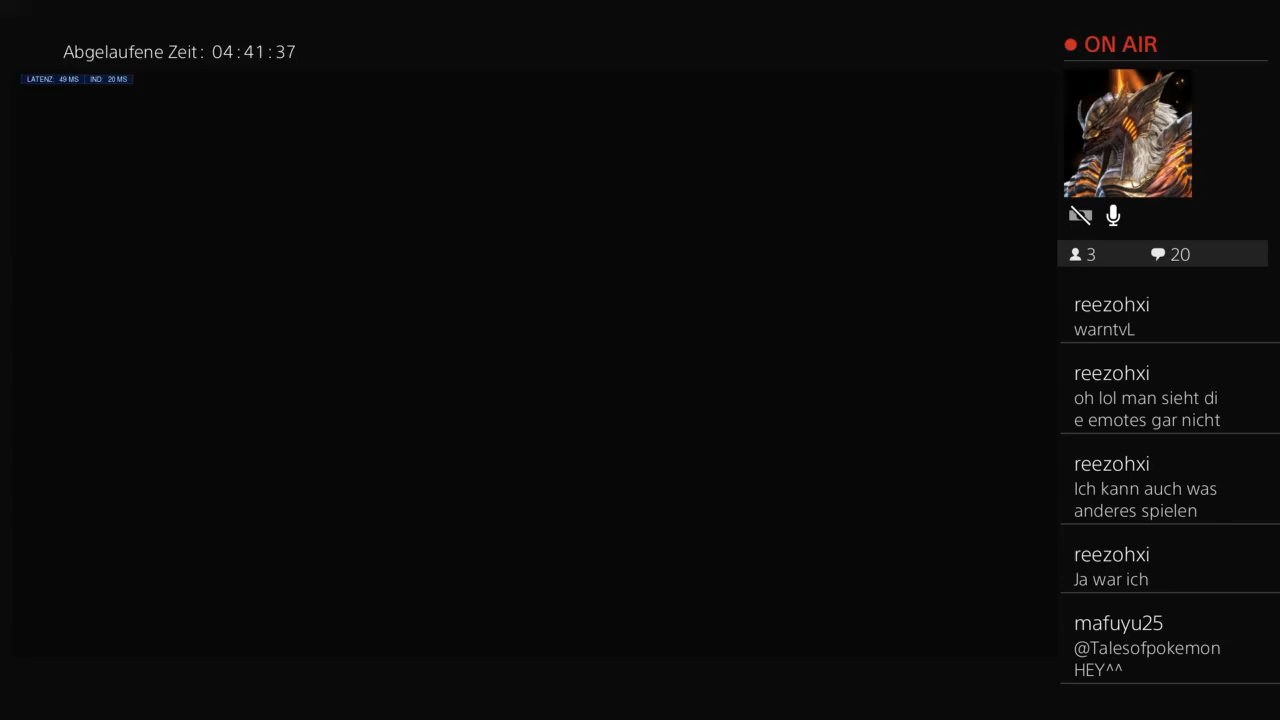 Abgelaufene Zeit: 04:41:37
LATENZ: 49 MS IND: 20 MS
ON AIR
3 20
reezohxi
warntvL
reezohxi
oh lol man sieht di
e emotes gar nicht
reezohxi
Ich kann auch was
anderes spielen
reezohxi
Ja war ich
mafuyu25
@Talesofpokemon
HEY^^